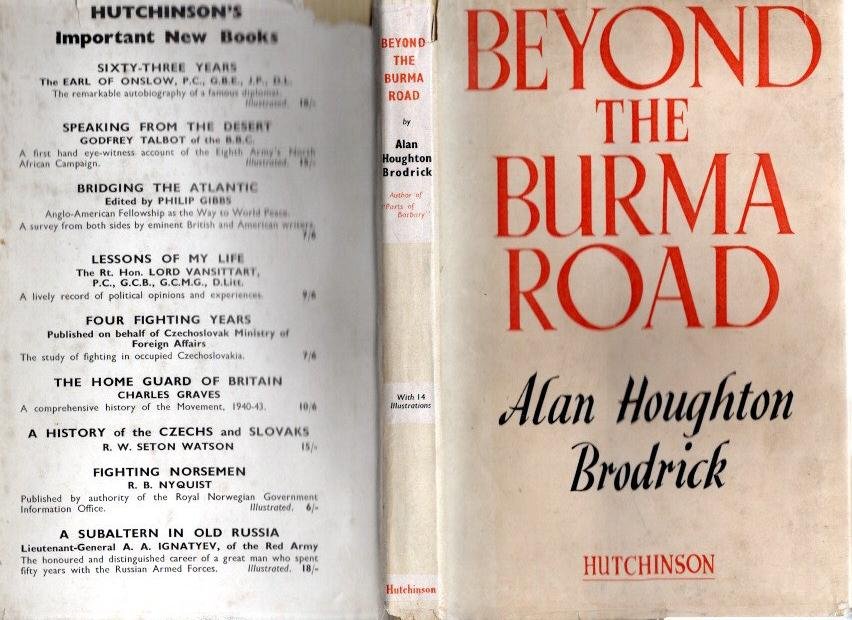 HUTCHINSON'S
Important New Books
SIXTY-THREE YEARS
The EARL OF ONSLOW, P.C., G.B.E., J.P., D.L.
The remarkable autobiography of a famous diplomat.
Illustrated. 18/-
SPEAKING FROM THE DESERT
GODFREY TALBOT of the B.B.C.
A first hand eye-witness account of the Eighth Army's North
African Campaign. Illustrated.
BRIDGING THE ATLANTIC
Edited by PHILIP GIBBS
Anglo-American Fellowship as the Way to World Peace.
A survey from both sides by eminent British and American writers.
7/6
LESSONS OF MY LIFE
The Rt. Hon. LORD VANSITTART,
P.C., G.C.B., G.C.M.G., D.Litt.
A lively record of political opinions and experiences. 9/6
FOUR FIGHTING YEARS
Published on behalf of Czechoslovak Ministry of
Foreign Affairs
The study of fighting in occupied Czechoslovakia. 7/6
THE HOME GUARD OF BRITAIN
CHARLES GRAVES
A comprehensive history of the Movement, 1940-43. 10/6
A HISTORY of the CZECHS and SLOVAKS
R. W. SETON WATSON 15/-
FIGHTING NORSEMEN
R. B. NYQUIST
Published by authority of the Royal Norwegian Government
Information Office. Illustrated. 6/-
A SUBALTERN IN OLD RUSSIA
Lieutenant-General A. A. IGNATYEV, of the Red Army
The honoured and distinguished career of a great man who spent
fifty years with the Russian Armed Forces. Illustrated. 18/-
BEYOND
THE
BURMA
ROAD
by
Alan
Houghton
Brodrick
Author of
"Parts of
Barbary"
With 14
Illustrations
Hutchinson
BEYOND
THE
BURMA
ROAD
Alan Houghton
Brodrick
HUTCHINSON